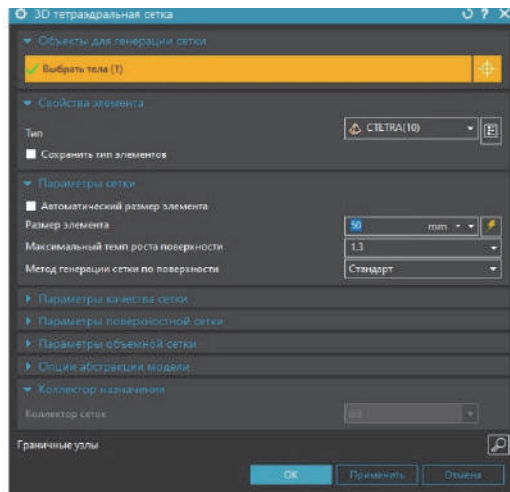 3D тетраэдральная сетка
Объекты для генерации сетки
Выбрать тела (1)
Свойства элемента
Тип CTETRA(10)
Сохранить тип элементов
Параметры сетки
Автоматический размер элемента
Размер элемента 50 mm
Максимальный темп роста поверхности 1.3
Метод генерации сетки по поверхности Стандарт
Параметры качества сетки
Параметры поверхностной сетки
Параметры объемной сетки
Опции абстракции модели
Коллектор назначения
Коллектор сеток
Граничные узлы
ОК Применить Отмена